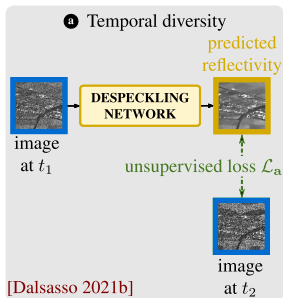 a Temporal diversity
predicted
reflectivity
DESPECKLING
NETWORK
image
at t₁
unsupervised loss ℒₐ
image
at t₂
[Dalsasso 2021b]